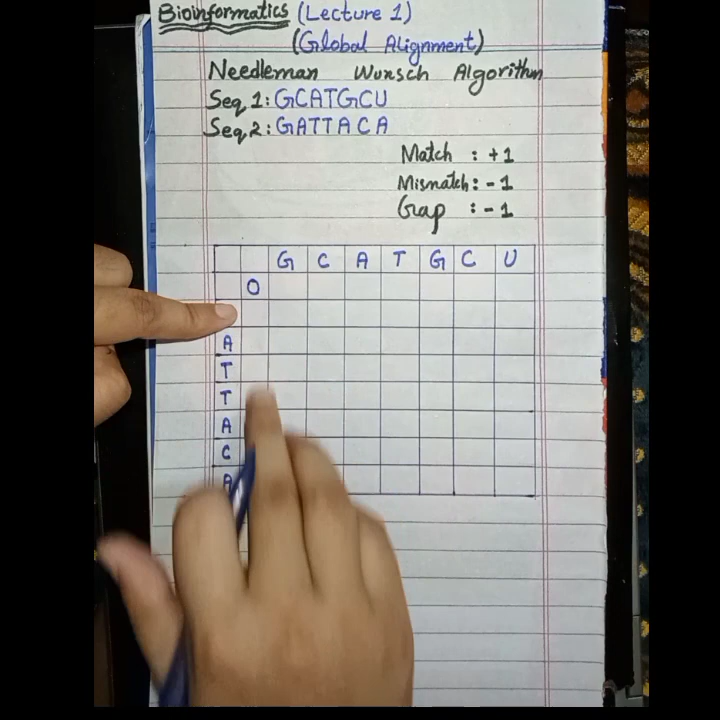 Bioinformatics (Lecture 1)
(Global Alignment)
Needleman Wunsch Algorithm
Seq.1: GCATGCU
Seq.2: GATTACA
Match : +1
Mismatch : -1
Gap : -1
G C A T G C U
0
A
T
T
A
C
A